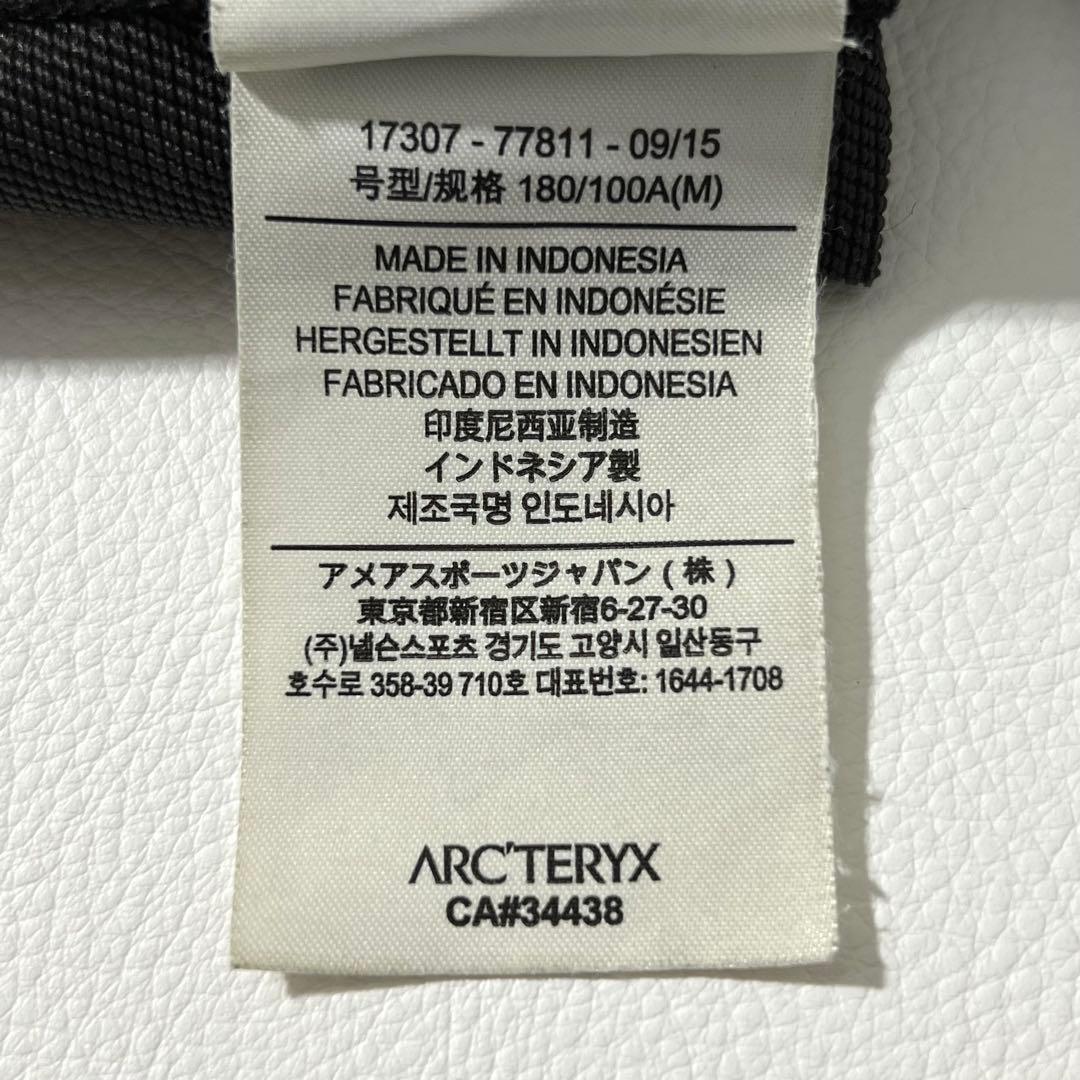 17307 - 77811 - 09/15
号型/规格 180/100A(M)
MADE IN INDONESIA
FABRIQUÉ EN INDONÉSIE
HERGESTELLT IN INDONESIEN
FABRICADO EN INDONESIA
印度尼西亚制造
インドネシア製
제조국명 인도네시아
アメアスポーツジャパン ( 株 )
東京都新宿区新宿6-27-30
(주)넬슨스포츠 경기도 고양시 일산동구
호수로 358-39 710호 대표번호: 1644-1708
ARC'TERYX
CA#34438